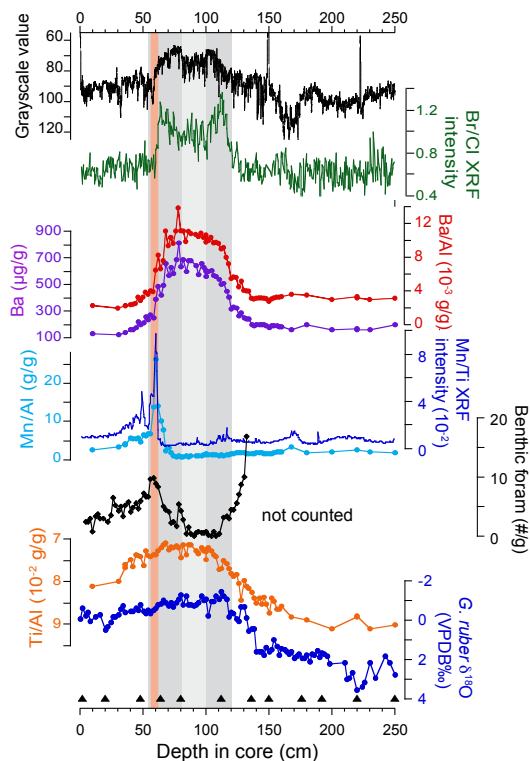 0 50 100 150 200 250
60
80
100
120
Grayscale value
1.2
0.8
0.4
Br/Cl XRF
intensity
900
700
500
300
100
Ba (µg/g)
12
8
4
0
Ba/Al (10⁻³ g/g)
20
10
0
Mn/Al (g/g)
8
4
0
Mn/Ti XRF
intensity (10⁻²)
20
10
0
Benthic foram (#/g)
not counted
7
8
9
Ti/Al (10⁻² g/g)
-2
0
2
4
G. ruber δ¹⁸O
(VPDB‰)
0 50 100 150 200 250
Depth in core (cm)